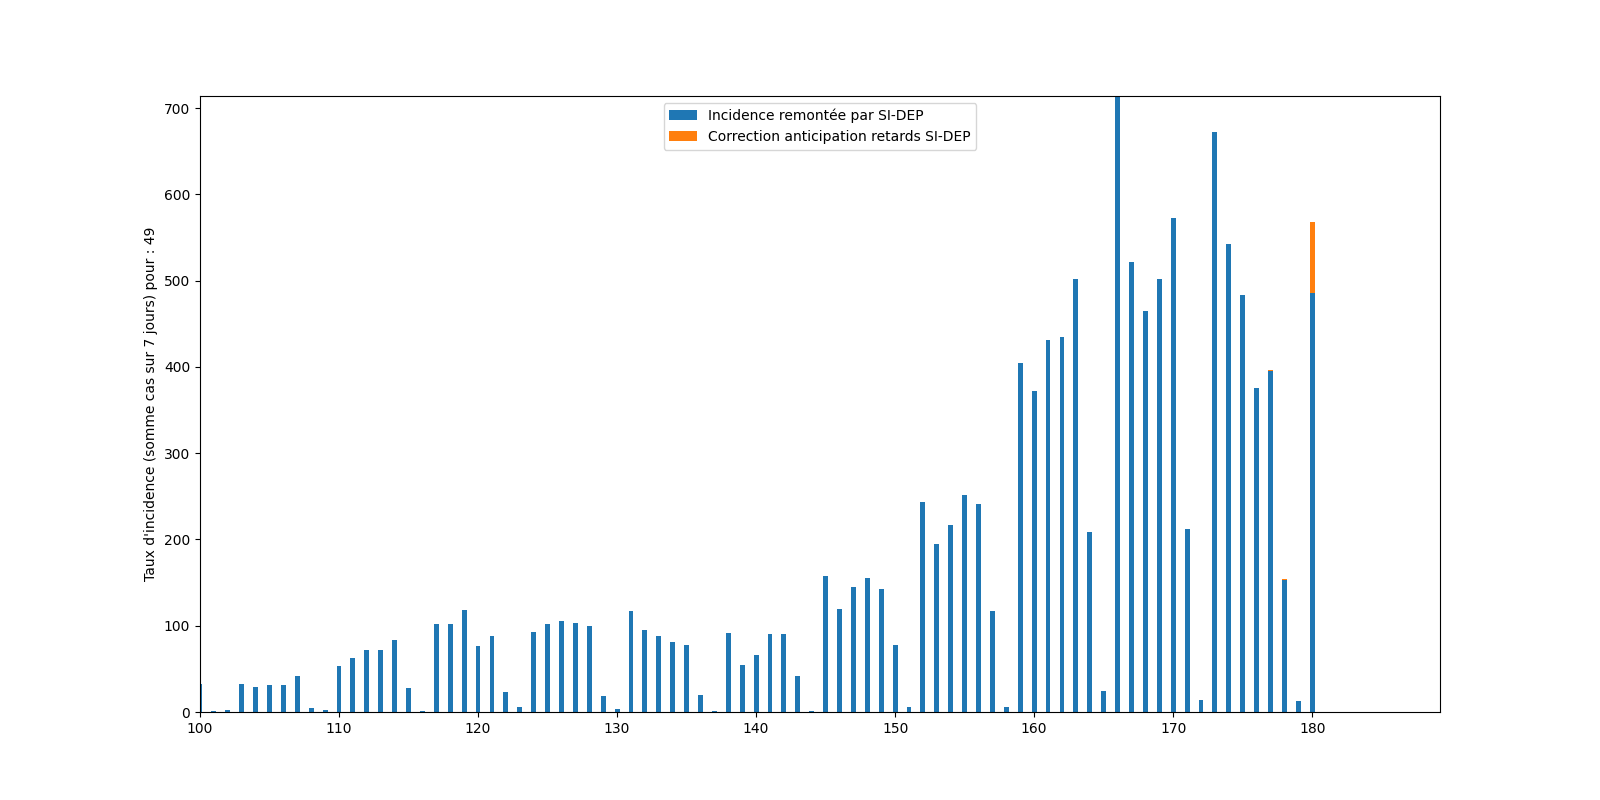 Incidence remontée par SI-DEP
Correction anticipation retards SI-DEP
Taux d'incidence (somme cas sur 7 jours) pour : 49
700
600
500
400
300
200
100
0
100 110 120 130 140 150 160 170 180